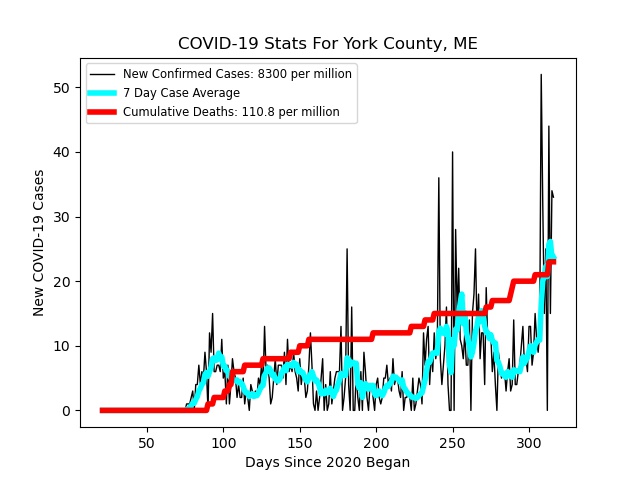 COVID-19 Stats For York County, ME
New Confirmed Cases: 8300 per million
7 Day Case Average
Cumulative Deaths: 110.8 per million
New COVID-19 Cases
50
40
30
20
10
0
50 100 150 200 250 300
Days Since 2020 Began